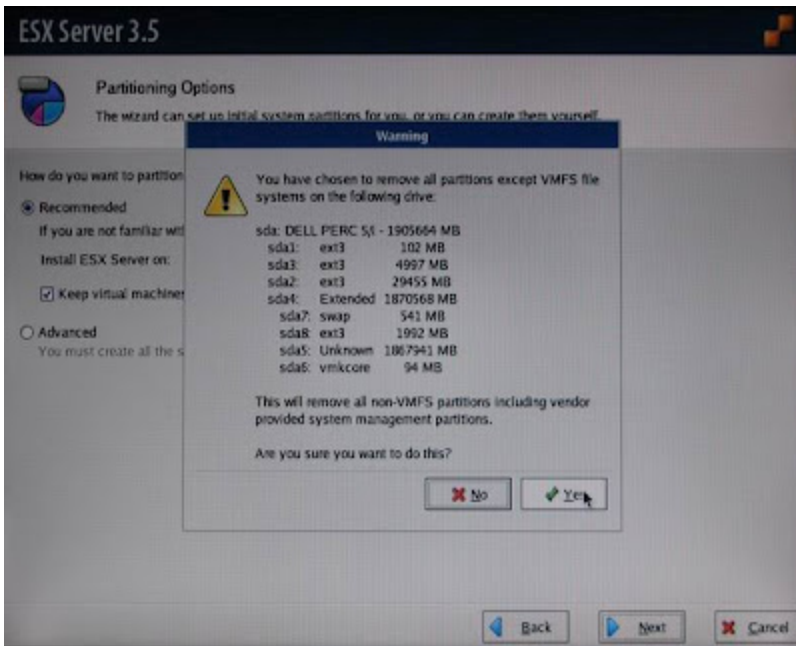 ESX Server 3.5
Partitioning Options
The wizard can set up initial system partitions for you, or you can create them yourself.
Warning
How do you want to partition
Recommended
If you are not familiar wit
Install ESX Server on:
Keep virtual machines
Advanced
You must create all the s
You have chosen to remove all partitions except VMFS file
systems on the following drive:
sda: DELL PERC 5/i - 1905664 MB
sda1: ext3 102 MB
sda3: ext3 4997 MB
sda2: ext3 29455 MB
sda4: Extended 1870568 MB
sda7: swap 541 MB
sda8: ext3 1992 MB
sda5: Unknown 1867941 MB
sda6: vmkcore 94 MB
This will remove all non-VMFS partitions including vendor
provided system management partitions.
Are you sure you want to do this?
No
Yes
Back
Next
Cancel